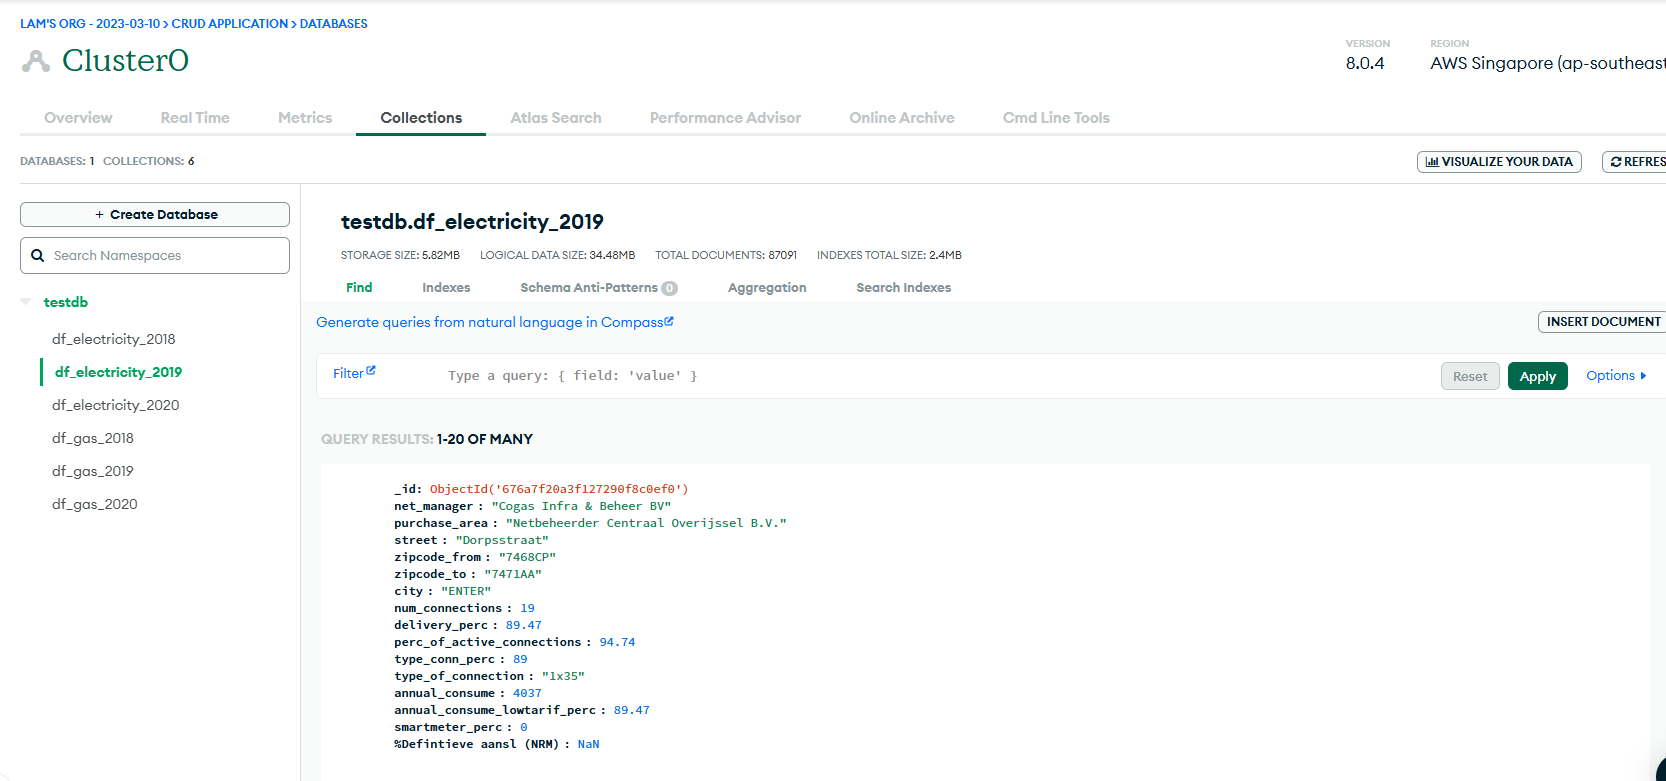 LAM'S ORG - 2023-03-10 > CRUD APPLICATION > DATABASES
Cluster0
VERSION
8.0.4
REGION
AWS Singapore (ap-southeast
Overview Real Time Metrics Collections Atlas Search Performance Advisor Online Archive Cmd Line Tools
DATABASES: 1 COLLECTIONS: 6
VISUALIZE YOUR DATA
REFRES
+ Create Database
Search Namespaces
testdb
df_electricity_2018
df_electricity_2019
df_electricity_2020
df_gas_2018
df_gas_2019
df_gas_2020
testdb.df_electricity_2019
STORAGE SIZE: 5.82MB LOGICAL DATA SIZE: 34.48MB TOTAL DOCUMENTS: 87091 INDEXES TOTAL SIZE: 2.4MB
Find Indexes Schema Anti-Patterns 0 Aggregation Search Indexes
Generate queries from natural language in Compass
INSERT DOCUMENT
Filter Type a query: { field: 'value' } Reset Apply Options
QUERY RESULTS: 1-20 OF MANY
_id: ObjectId('676a7f20a3f127290f8c0ef0')
net_manager : "Cogas Infra & Beheer BV"
purchase_area : "Netbeheerder Centraal Overijssel B.V."
street : "Dorpsstraat"
zipcode_from : "7468CP"
zipcode_to : "7471AA"
city : "ENTER"
num_connections : 19
delivery_perc : 89.47
perc_of_active_connections : 94.74
type_conn_perc : 89
type_of_connection : "1x35"
annual_consume : 4037
annual_consume_lowtarif_perc : 89.47
smartmeter_perc : 0
%Defintieve aansl (NRM) : NaN